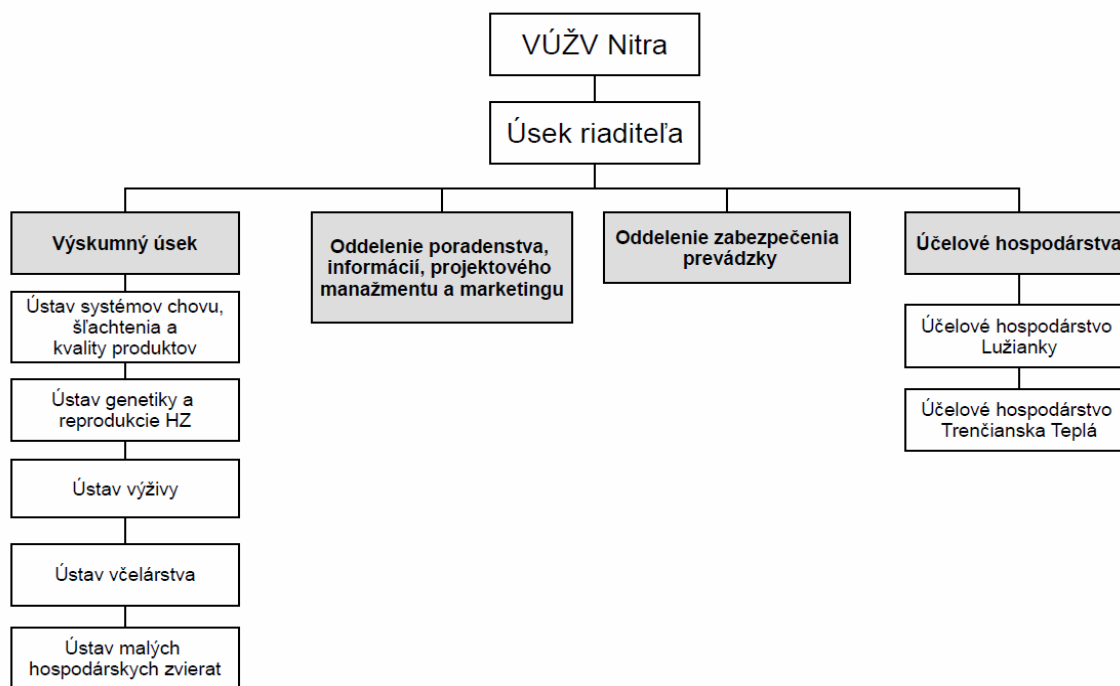 VÚŽV Nitra
Úsek riaditeľa
Výskumný úsek
Ústav systémov chovu,
šľachtenia a
kvality produktov
Ústav genetiky a
reprodukcie HZ
Ústav výživy
Ústav včelárstva
Ústav malých
hospodárskych zvierat
Oddelenie poradenstva,
informácií, projektového
manažmentu a marketingu
Oddelenie zabezpečenia
prevádzky
Účelové hospodárstva
Účelové hospodárstvo
Lužianky
Účelové hospodárstvo
Trenčianska Teplá